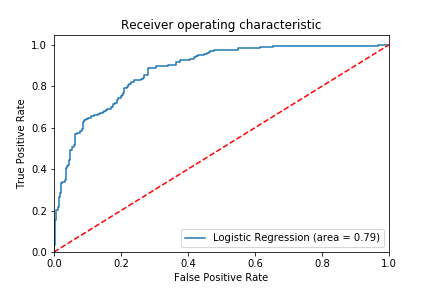 Receiver operating characteristic
1.0
0.8
0.6
0.4
0.2
0.0
True Positive Rate
Logistic Regression (area = 0.79)
0.0 0.2 0.4 0.6 0.8 1.0
False Positive Rate